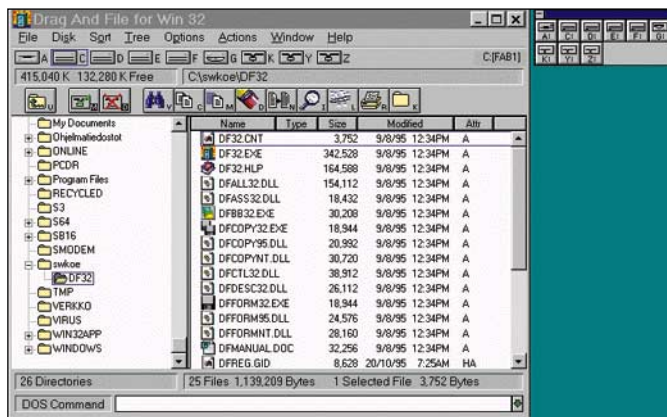 Drag And File for Win 32
File Disk Sort Tree Options Actions Window Help
A C D E F G K Y Z C:[FAB1]
415,040 K 132,280 K Free C:\swkoe\DF32
U V C M D N I L R K
My Documents
Ohjelmatiedostot
ONLINE
PCDR
Program Files
RECYCLED
S3
S64
SB16
SMODEM
swkoe
DF32
TMP
VERKKO
VIRUS
WIN32APP
WINDOWS
Name Type Size Modified Attr
DF32.CNT 3,752 9/8/95 12:34PM A
DF32.EXE 342,528 9/8/95 12:34PM A
DF32.HLP 164,588 9/8/95 12:34PM A
DFALL32.DLL 154,112 9/8/95 12:34PM A
DFASS32.DLL 18,432 9/8/95 12:34PM A
DFBB32.EXE 30,208 9/8/95 12:34PM A
DFCOPY32.EXE 18,944 9/8/95 12:34PM A
DFCOPY95.DLL 20,992 9/8/95 12:34PM A
DFCOPYNT.DLL 30,720 9/8/95 12:34PM A
DFCTL32.DLL 38,912 9/8/95 12:34PM A
DFDESC32.DLL 26,112 9/8/95 12:34PM A
DFFORM32.EXE 18,944 9/8/95 12:34PM A
DFFORM95.DLL 24,576 9/8/95 12:34PM A
DFFORMNT.DLL 28,160 9/8/95 12:34PM A
DFMANUAL.DOC 32,256 9/8/95 12:34PM A
DFREG.GID 8,628 20/10/95 7:25AM HA
26 Directories 25 Files 1,139,209 Bytes 1 Selected File 3,752 Bytes
DOS Command